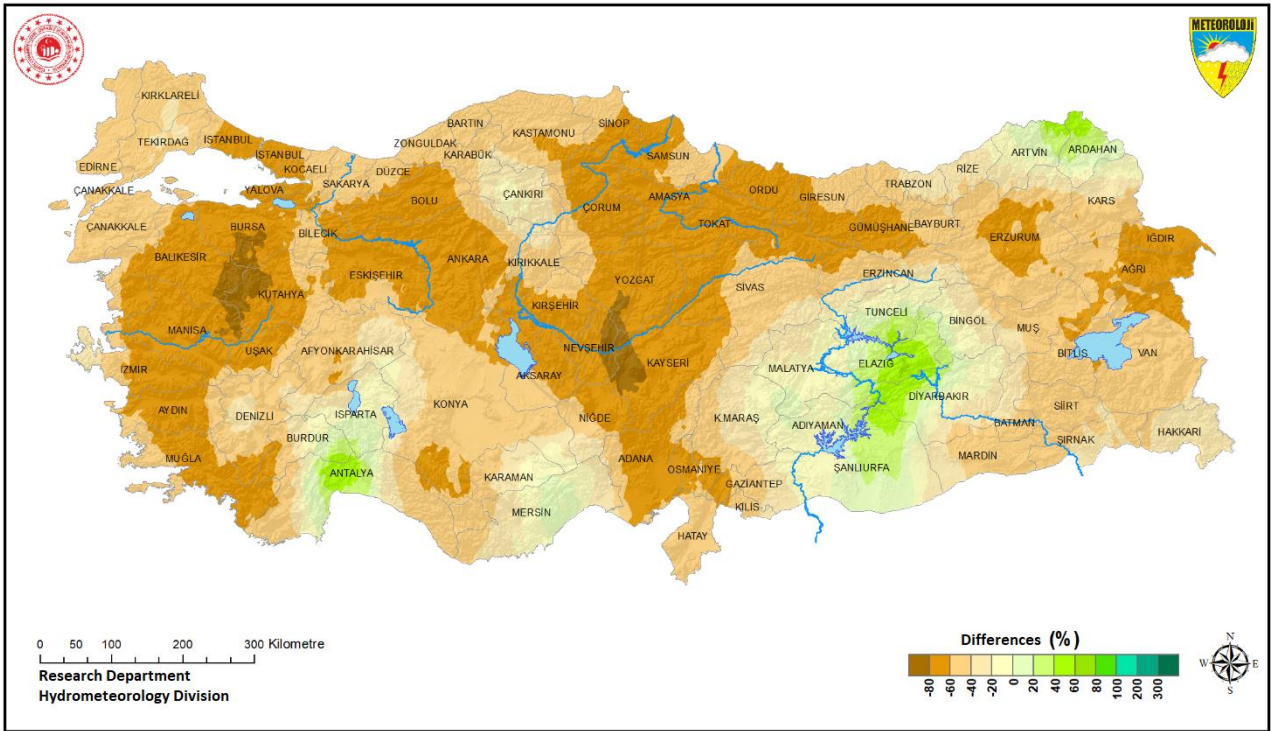 METEOROLOJİ
KIRKLARELİ
TEKİRDAĞ
İSTANBUL
EDİRNE
İSTANBUL
KOCAELİ
ÇANAKKALE
YALOVA
SAKARYA
DÜZCE
ZONGULDAK
BARTIN
KARABÜK
KASTAMONU
SİNOP
SAMSUN
ÇANKIRI
BOLU
ÇORUM
AMASYA
ORDU
TOKAT
GİRESUN
TRABZON
RİZE
ARTVİN
ARDAHAN
KARS
GÜMÜŞHANE
BAYBURT
ERZURUM
IĞDIR
AĞRI
ÇANAKKALE
BURSA
BİLECİK
BALIKESİR
KUTAHYA
ESKİŞEHİR
ANKARA
KIRIKKALE
YOZGAT
KIRŞEHİR
SİVAS
ERZİNCAN
TUNCELİ
BİNGÖL
MUŞ
BİTLİS
VAN
MANİSA
UŞAK
AFYONKARAHİSAR
NEVŞEHİR
KAYSERİ
AKSARAY
MALATYA
ELAZIĞ
DİYARBAKIR
İZMİR
AYDIN
DENİZLİ
ISPARTA
KONYA
NİĞDE
K.MARAŞ
ADIYAMAN
BATMAN
SİİRT
ŞIRNAK
HAKKARİ
MUĞLA
BURDUR
ANTALYA
KARAMAN
MERSİN
ADANA
OSMANİYE
GAZİANTEP
KİLİS
HATAY
ŞANLIURFA
MARDİN
0 50 100 200 300 Kilometre
Research Department
Hydrometeorology Division
Differences (%)
-80 -60 -40 -20 0 20 40 60 80 100 200 300
N
W E
S